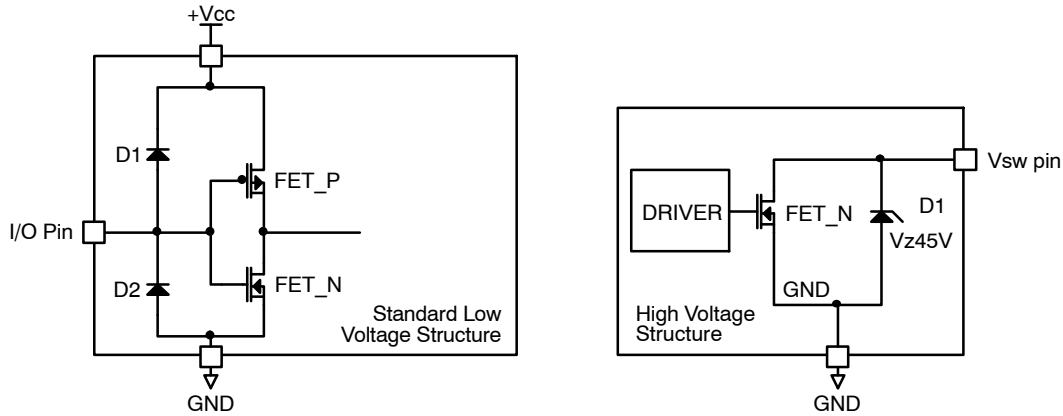 +Vcc
D1
FET_P
I/O Pin
D2
FET_N
Standard Low
Voltage Structure
GND
Vsw pin
DRIVER
FET_N
D1
Vz45V
GND
High Voltage
Structure
GND